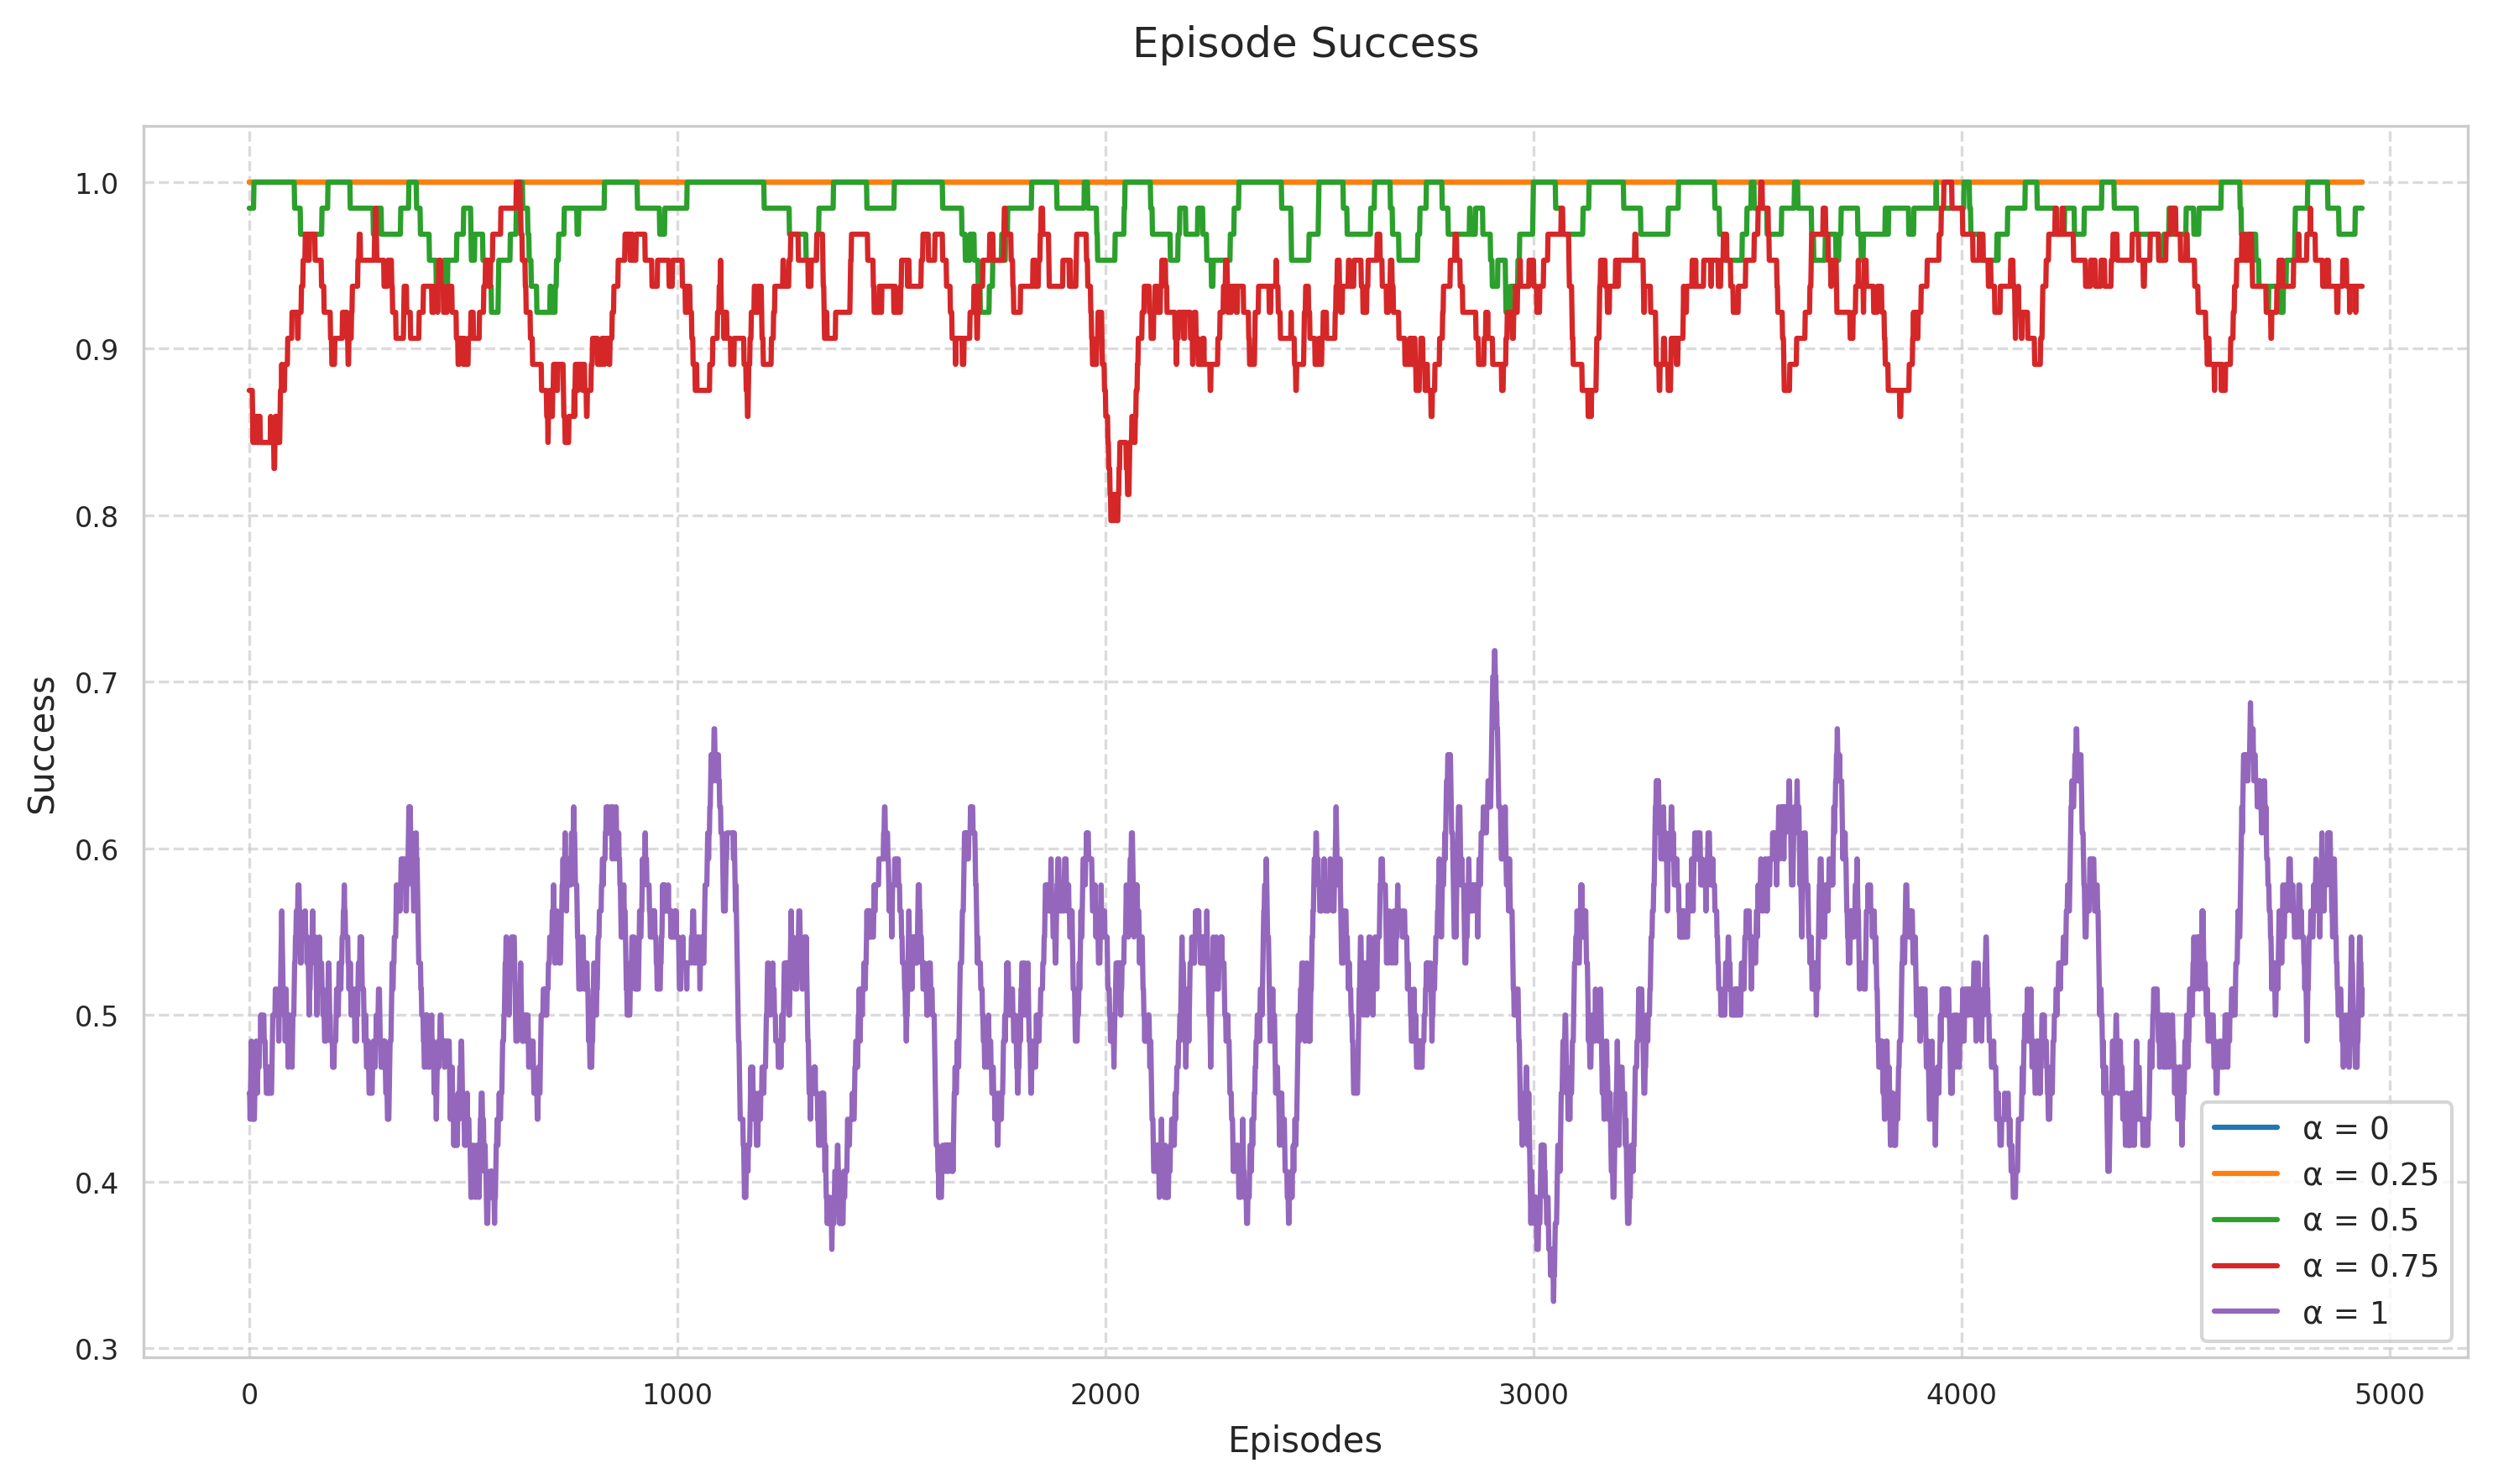 Episode Success
1.0
0.9
0.8
0.7
0.6
0.5
0.4
0.3
Success
α = 0
α = 0.25
α = 0.5
α = 0.75
α = 1
0 1000 2000 3000 4000 5000
Episodes